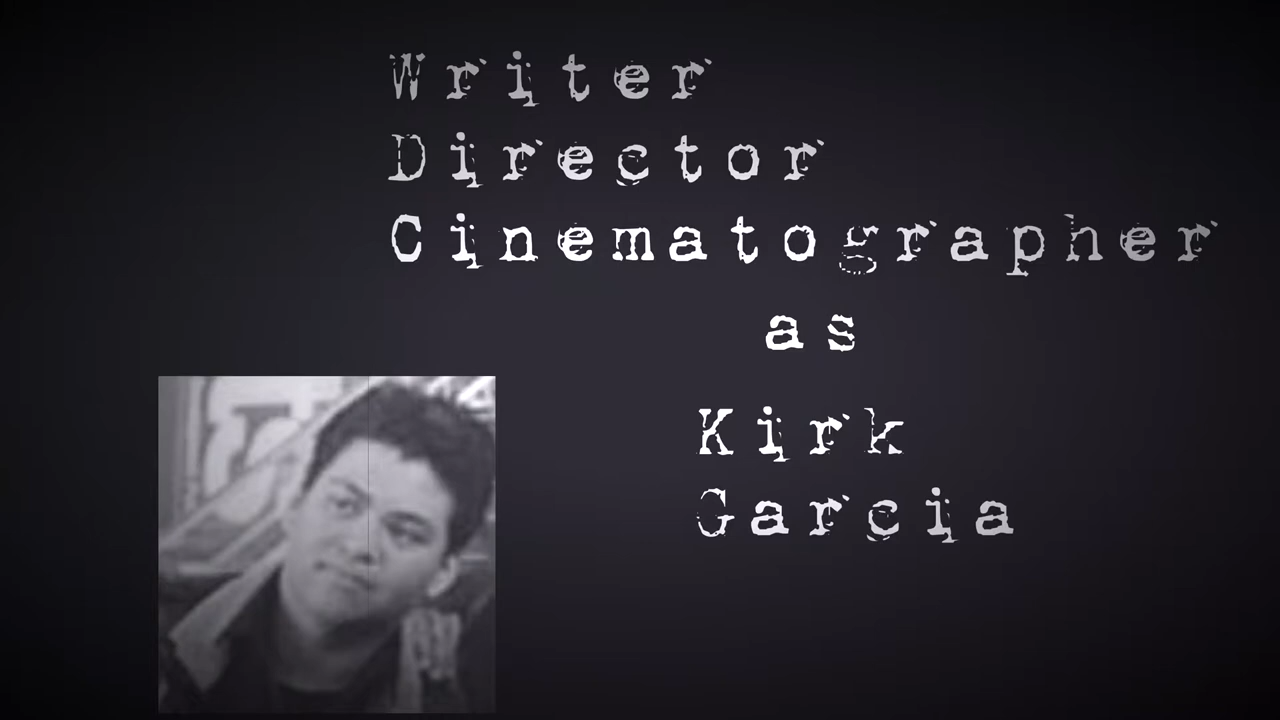 Writer
Director
Cinematographer
as
Kirk
Garcia